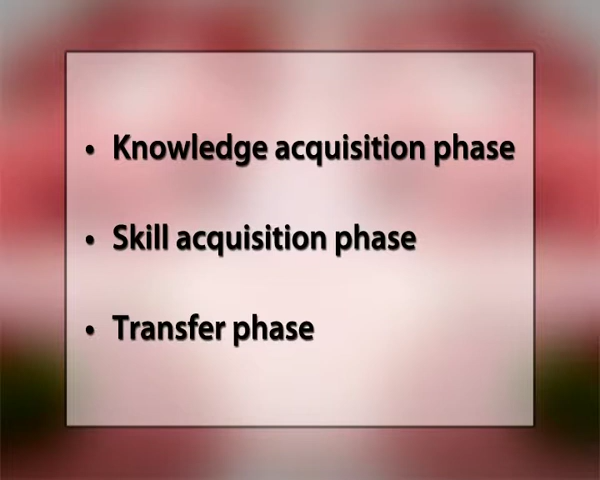 • Knowledge acquisition phase
• Skill acquisition phase
• Transfer phase